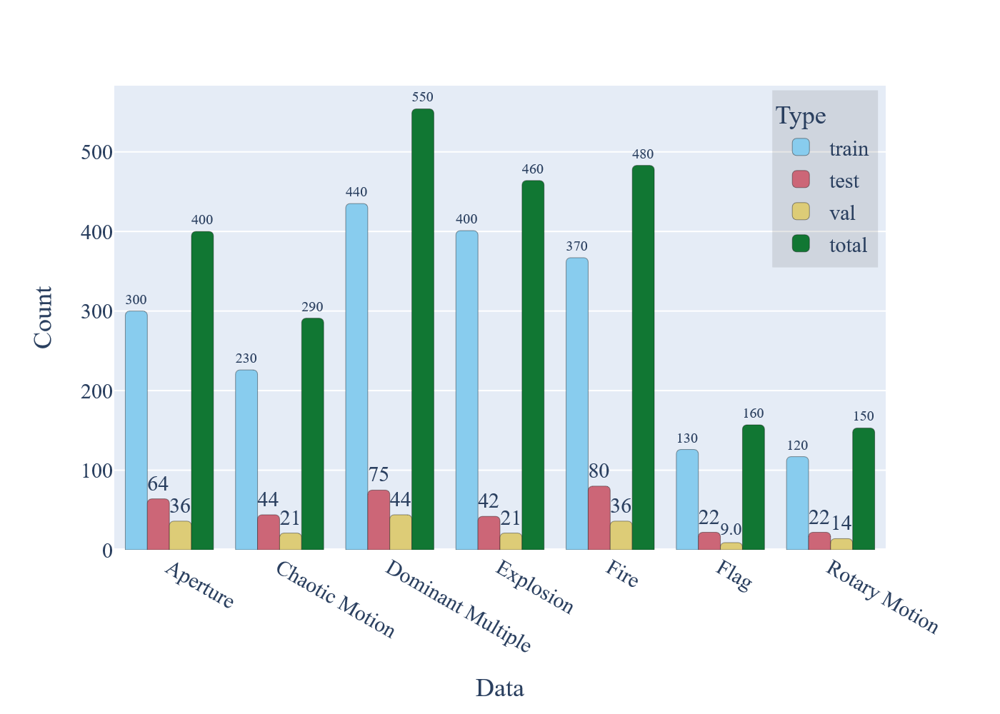 Type
train
test
val
total
Count
500
400
300
200
100
0
300
64
36
400
230
44
21
290
440
75
44
550
400
42
21
460
370
80
36
480
130
22
9.0
160
120
22
14
150
Aperture
Chaotic Motion
Dominant Multiple
Explosion
Fire
Flag
Rotary Motion
Data